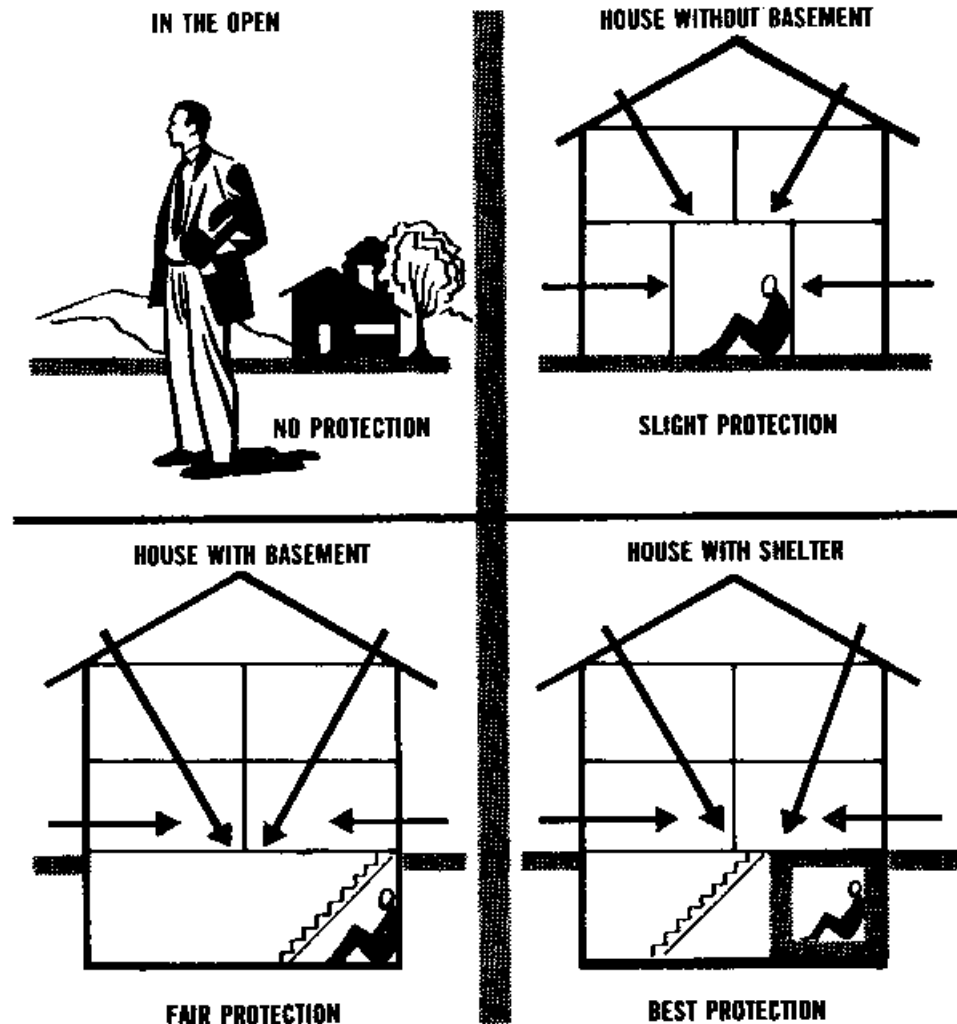 IN THE OPEN
NO PROTECTION
HOUSE WITHOUT BASEMENT
SLIGHT PROTECTION
HOUSE WITH BASEMENT
FAIR PROTECTION
HOUSE WITH SHELTER
BEST PROTECTION